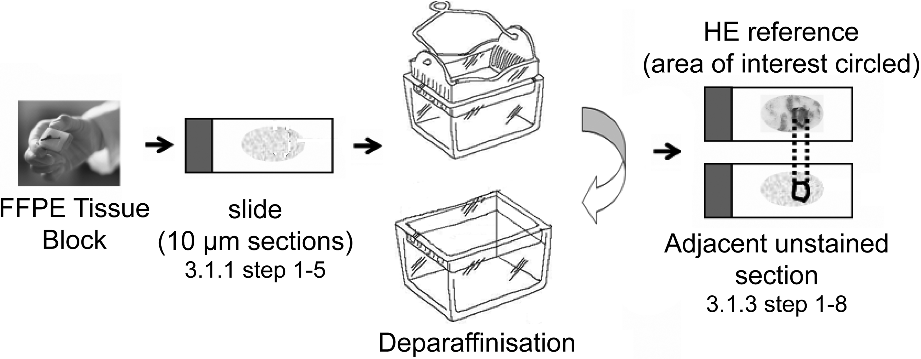 FFPE Tissue
Block
slide
(10 µm sections)
3.1.1 step 1-5
Deparaffinisation
HE reference
(area of interest circled)
Adjacent unstained
section
3.1.3 step 1-8